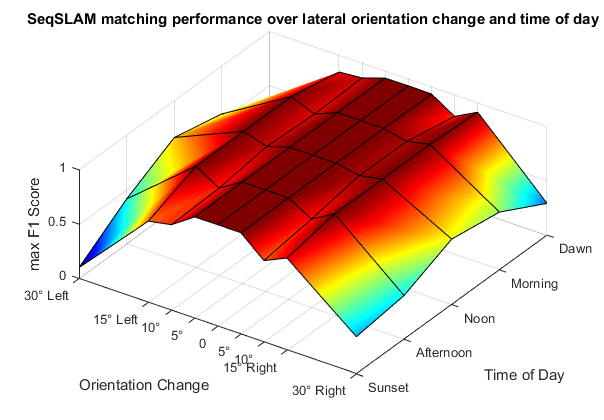 SeqSLAM matching performance over lateral orientation change and time of day
max F1 Score
1
0.5
0
30° Left
15° Left
10°
5°
0
5°
10°
15° Right
30° Right
Orientation Change
Sunset
Afternoon
Noon
Morning
Dawn
Time of Day